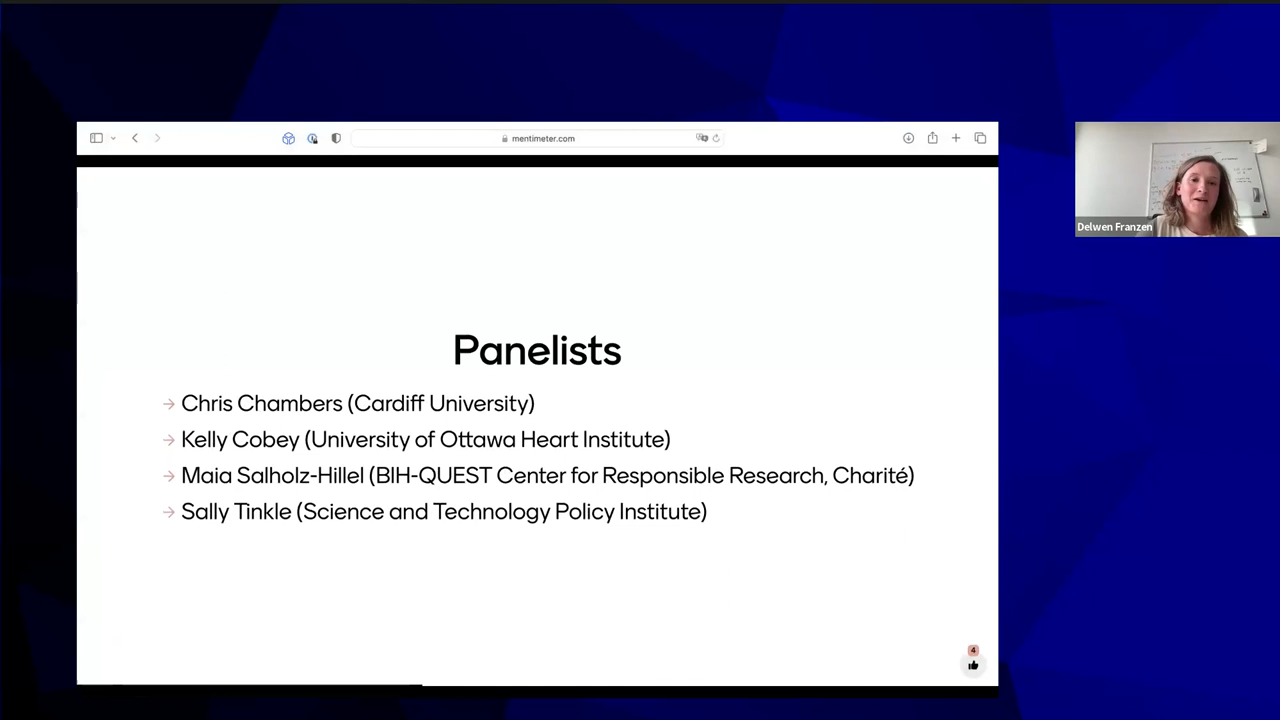 mentimeter.com
Delwen Franzen
Panelists
→ Chris Chambers (Cardiff University)
→ Kelly Cobey (University of Ottawa Heart Institute)
→ Maia Salholz-Hillel (BIH-QUEST Center for Responsible Research, Charité)
→ Sally Tinkle (Science and Technology Policy Institute)
4